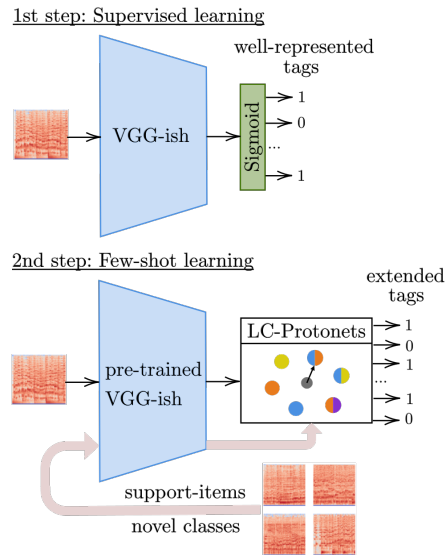 1st step: Supervised learning
well-represented
tags
VGG-ish
Sigmoid
1
0
...
1
2nd step: Few-shot learning
extended
tags
pre-trained
VGG-ish
LC-Protonets
1
0
1
...
1
0
support-items
novel classes